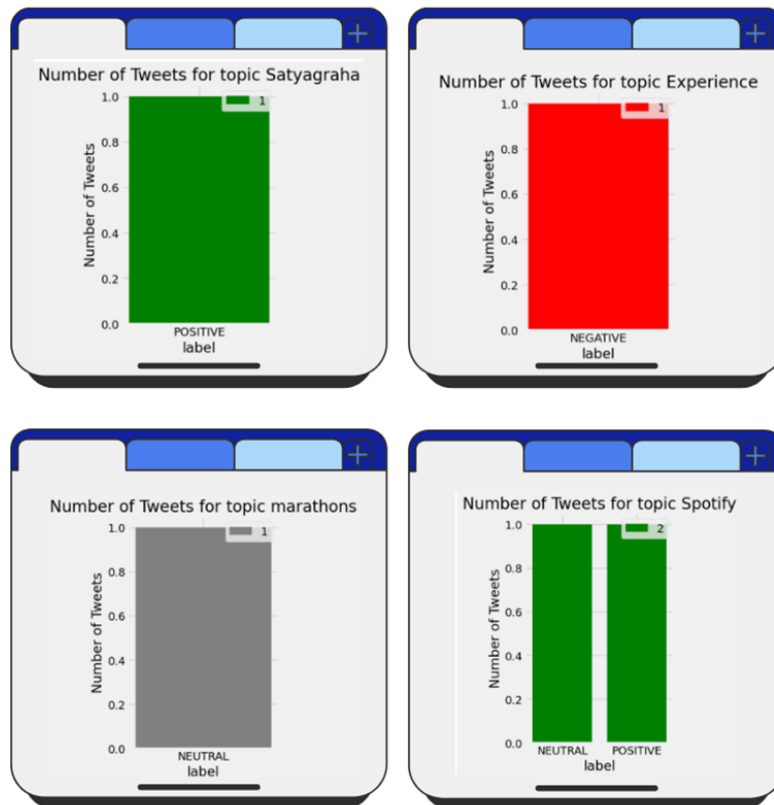 Number of Tweets for topic Satyagraha
1
1.0
0.8
0.6
0.4
0.2
0.0
Number of Tweets
POSITIVE
label
Number of Tweets for topic Experience
1
1.0
0.8
0.6
0.4
0.2
0.0
Number of Tweets
NEGATIVE
label
Number of Tweets for topic marathons
1
1.0
0.8
0.6
0.4
0.2
0.0
Number of Tweets
NEUTRAL
label
Number of Tweets for topic Spotify
2
1.0
0.8
0.6
0.4
0.2
0.0
Number of Tweets
NEUTRAL POSITIVE
label